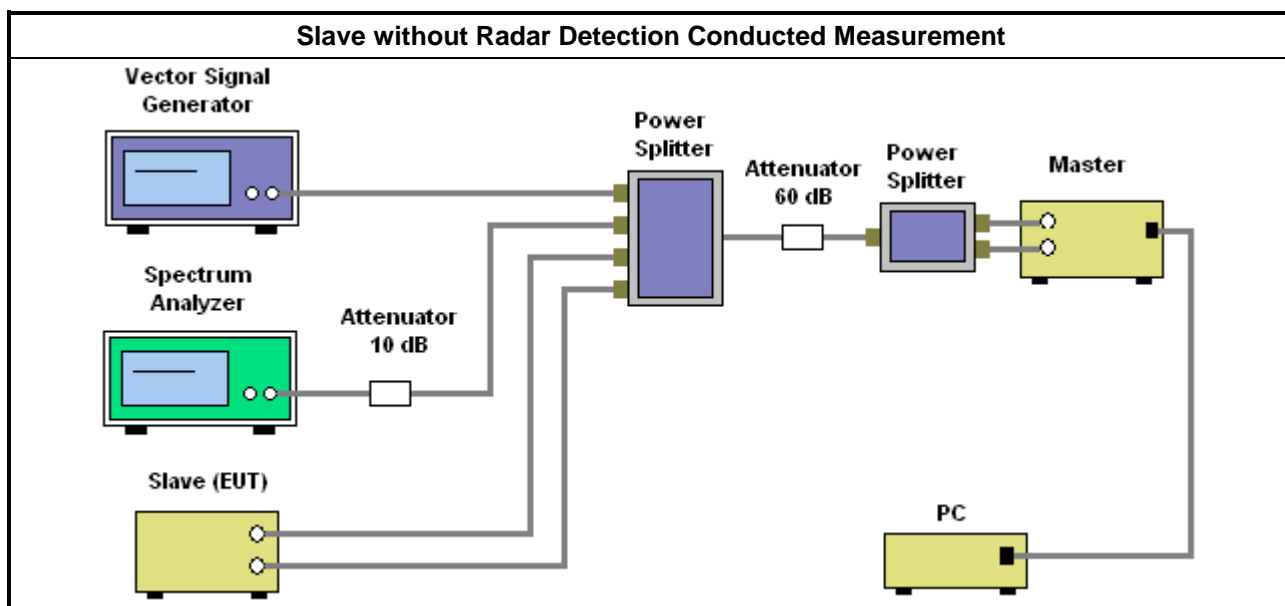 Slave without Radar Detection Conducted Measurement
Vector Signal
Generator
Power
Splitter
Attenuator
60 dB
Power
Splitter
Master
Spectrum
Analyzer
Attenuator
10 dB
Slave (EUT)
PC